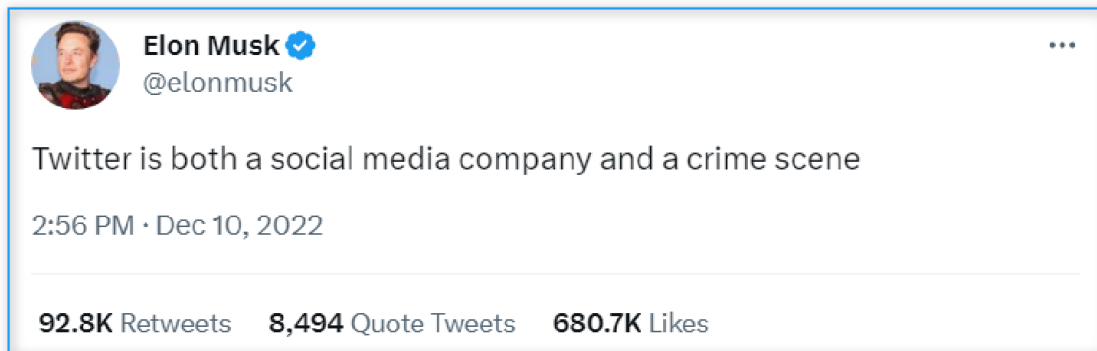 Elon Musk
@elonmusk
Twitter is both a social media company and a crime scene
2:56 PM · Dec 10, 2022
92.8K Retweets 8,494 Quote Tweets 680.7K Likes